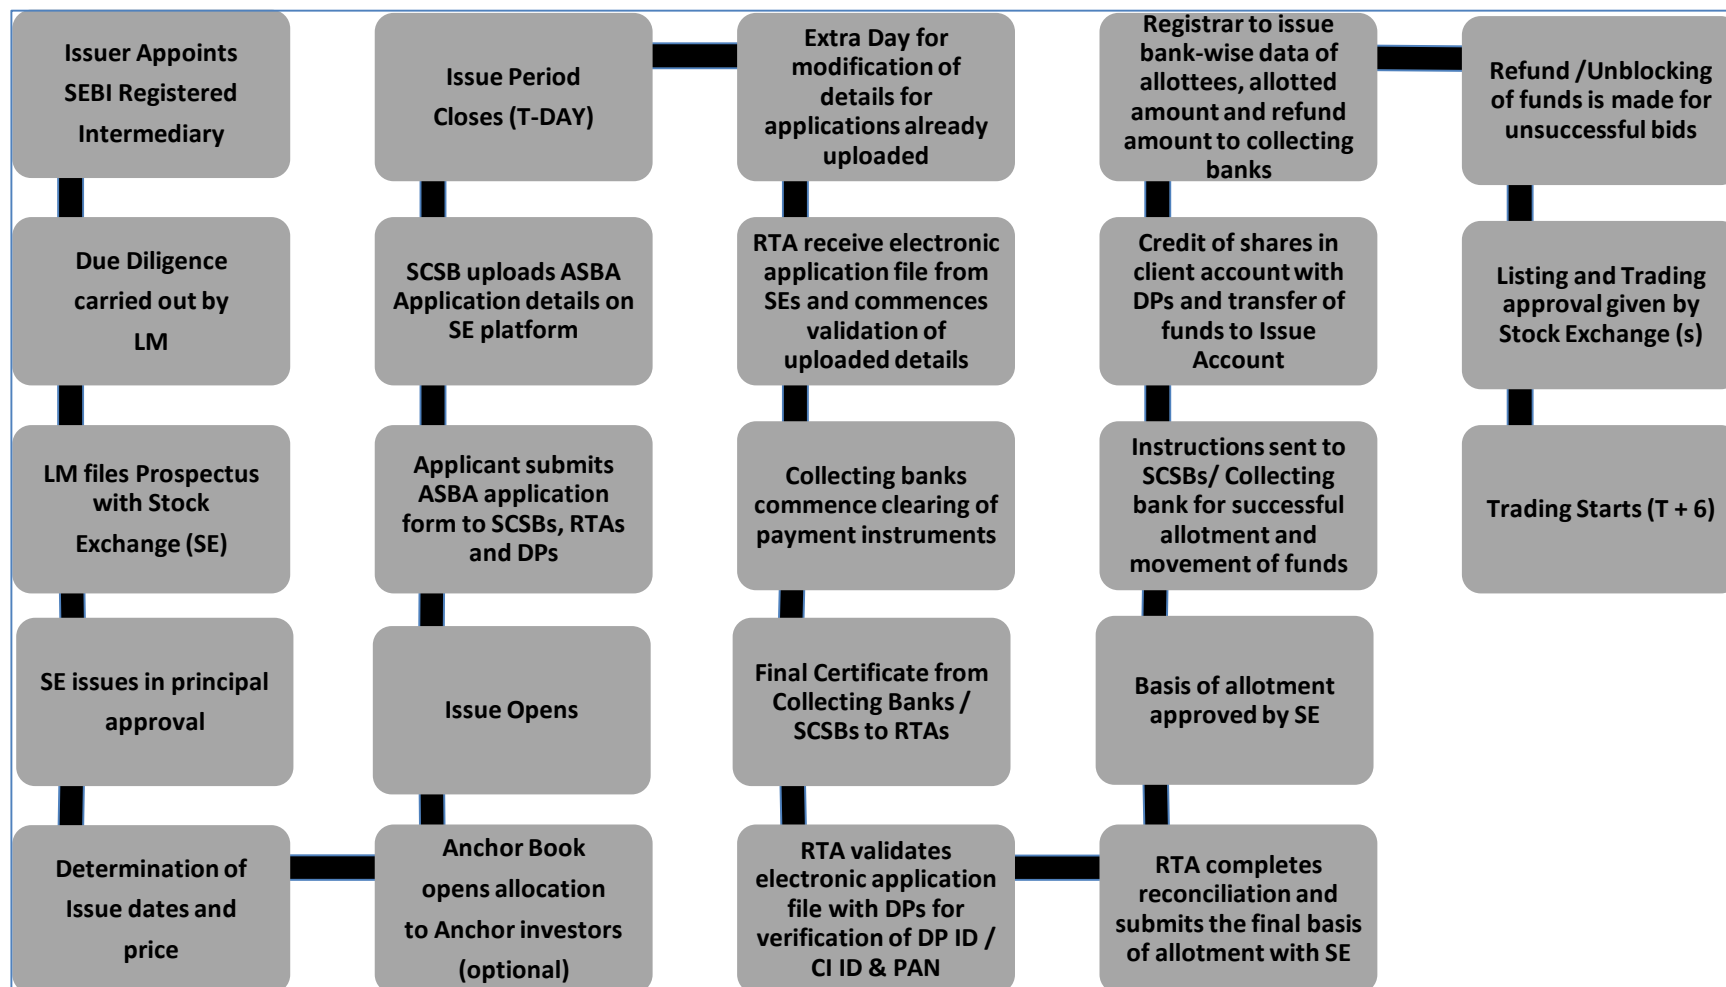 Issuer Appoints
SEBI Registered
Intermediary
Due Diligence
carried out by
LM
LM files Prospectus
with Stock
Exchange (SE)
SE issues in principal
approval
Determination of
Issue dates and
price
Anchor Book
opens allocation
to Anchor investors
(optional)
Issue Opens
Applicant submits
ASBA application
form to SCSBs, RTAs
and DPs
SCSB uploads ASBA
Application details on
SE platform
Issue Period
Closes (T-DAY)
Extra Day for
modification of
details for
applications already
uploaded
RTA receive electronic
application file from
SEs and commences
validation of
uploaded details
Collecting banks
commence clearing of
payment instruments
Final Certificate from
Collecting Banks /
SCSBs to RTAs
RTA validates
electronic application
file with DPs for
verification of DP ID /
CI ID & PAN
RTA completes
reconciliation and
submits the final basis
of allotment with SE
Basis of allotment
approved by SE
Instructions sent to
SCSBs/ Collecting
bank for successful
allotment and
movement of funds
Credit of shares in
client account with
DPs and transfer of
funds to Issue
Account
Registrar to issue
bank-wise data of
allottees, allotted
amount and refund
amount to collecting
banks
Refund /Unblocking
of funds is made for
unsuccessful bids
Listing and Trading
approval given by
Stock Exchange (s)
Trading Starts (T + 6)